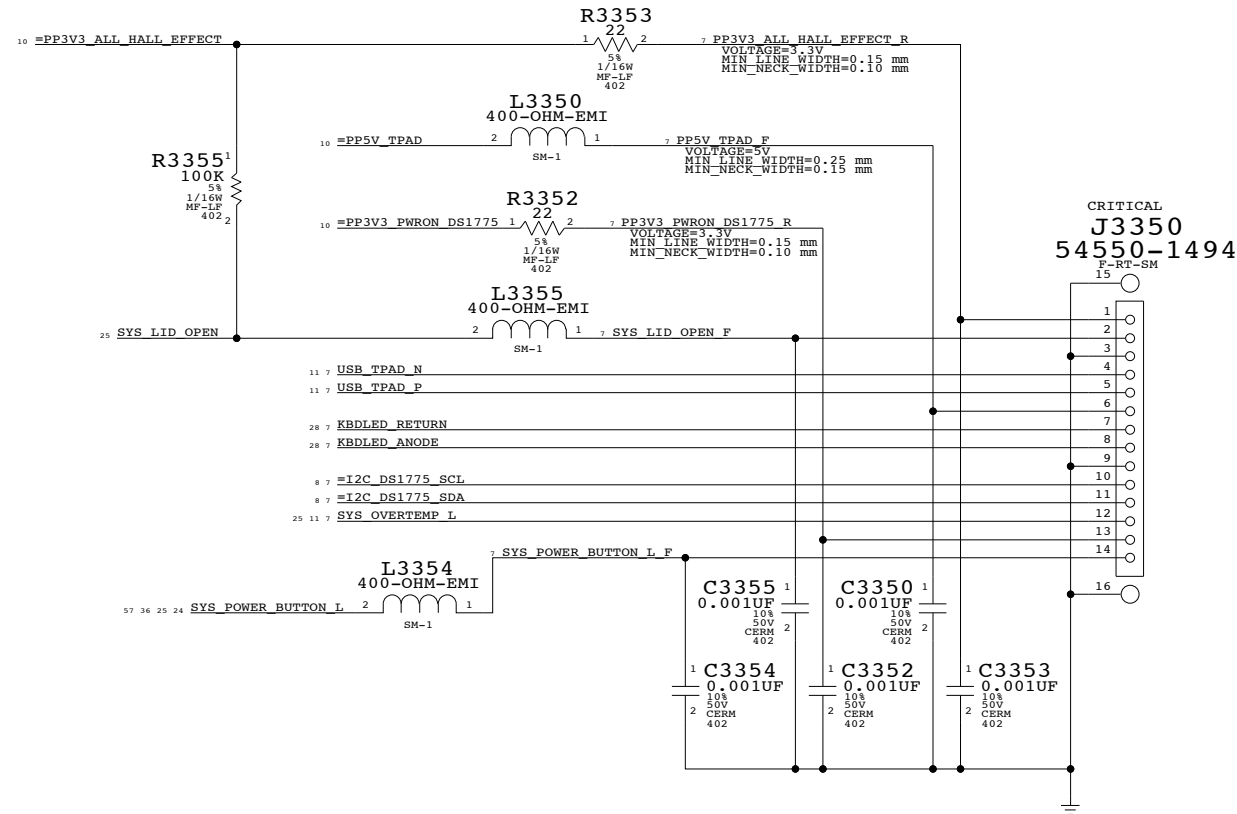 R3353
22
10 =PP3V3_ALL_HALL_EFFECT
1
2
7 PP3V3_ALL_HALL_EFFECT_R
5%
1/16W
MF-LF
402
VOLTAGE=3.3V
MIN_LINE_WIDTH=0.15 mm
MIN_NECK_WIDTH=0.10 mm
L3350
400-OHM-EMI
10 =PP5V_TPAD
2
1
7 PP5V_TPAD_F
SM-1
VOLTAGE=5V
MIN_LINE_WIDTH=0.25 mm
MIN_NECK_WIDTH=0.15 mm
R3355
1
100K
5%
1/16W
MF-LF
402
2
R3352
22
10 =PP3V3_PWRON_DS1775
1
2
7 PP3V3_PWRON_DS1775_R
5%
1/16W
MF-LF
402
VOLTAGE=3.3V
MIN_LINE_WIDTH=0.15 mm
MIN_NECK_WIDTH=0.10 mm
CRITICAL
J3350
54550-1494
F-RT-SM
15
L3355
400-OHM-EMI
25 SYS_LID_OPEN
2
1
7 SYS_LID_OPEN_F
SM-1
1
2
3
4
5
6
7
8
9
10
11
12
13
14
16
11 7 USB_TPAD_N
11 7 USB_TPAD_P
28 7 KBDLED_RETURN
28 7 KBDLED_ANODE
8 7 =I2C_DS1775_SCL
8 7 =I2C_DS1775_SDA
25 11 7 SYS_OVERTEMP_L
7 SYS_POWER_BUTTON_L_F
L3354
400-OHM-EMI
57 36 25 24 SYS_POWER_BUTTON_L
2
1
SM-1
C3355
1
0.001UF
10%
50V
CERM
402
2
C3350
1
0.001UF
10%
50V
CERM
402
2
1
C3354
0.001UF
10%
50V
CERM
402
2
1
C3352
0.001UF
10%
50V
CERM
402
2
1
C3353
0.001UF
10%
50V
CERM
402
2